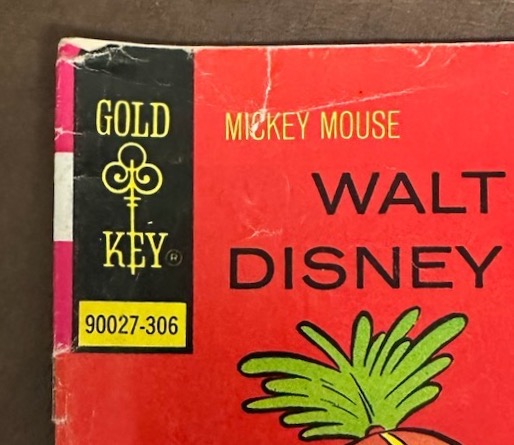 GOLD
KEY®
90027-306
MICKEY MOUSE
WALT
DISNEY